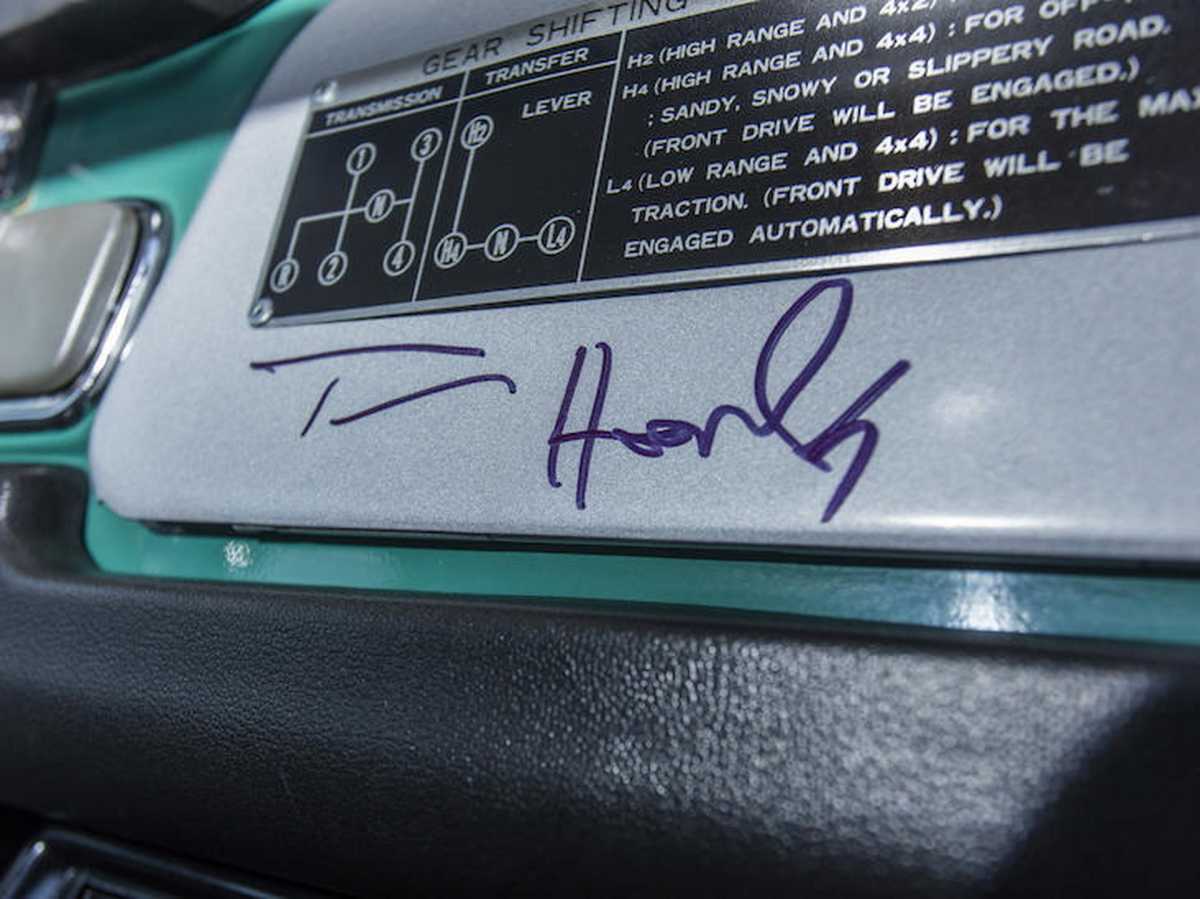 GEAR SHIFTING
TRANSMISSION
1 3
N
R 2 4
TRANSFER
LEVER
H2
H4 N L4
H2 (HIGH RANGE AND 4x2)
H4 (HIGH RANGE AND 4x4) : FOR
: SANDY, SNOWY OR SLIPPERY ROAD.
(FRONT DRIVE WILL BE ENGAGED.)
L4 (LOW RANGE AND 4x4) : FOR THE
TRACTION. (FRONT DRIVE WILL BE
ENGAGED AUTOMATICALLY.)